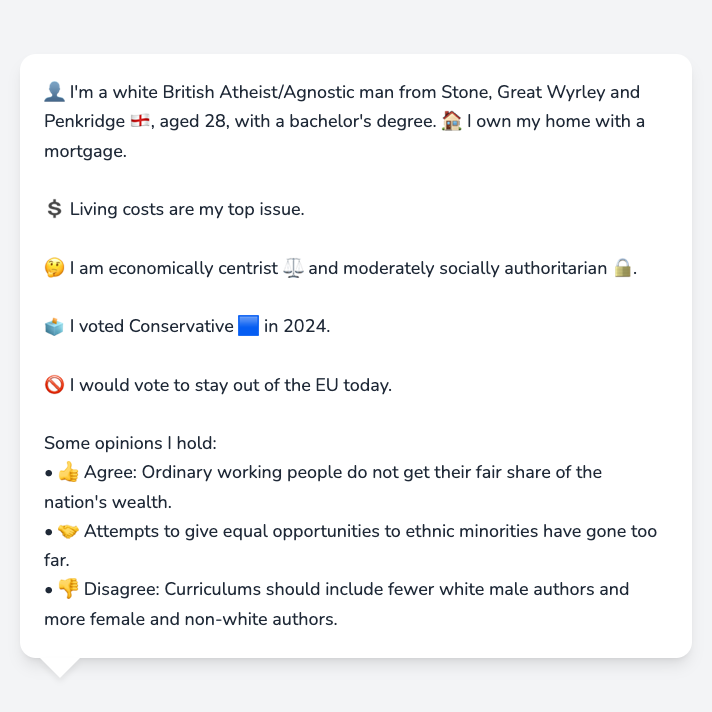 👤 I'm a white British Atheist/Agnostic man from Stone, Great Wyrley and
Penkridge 🏴󠁧󠁢󠁥󠁮󠁧󠁿, aged 28, with a bachelor's degree. 🏠 I own my home with a
mortgage.
💲 Living costs are my top issue.
🤔 I am economically centrist ⚖️ and moderately socially authoritarian 🔒.
🗳️ I voted Conservative 🟦 in 2024.
🚫 I would vote to stay out of the EU today.
Some opinions I hold:
• 👍 Agree: Ordinary working people do not get their fair share of the
nation's wealth.
• 🤝 Attempts to give equal opportunities to ethnic minorities have gone too
far.
• 👎 Disagree: Curriculums should include fewer white male authors and
more female and non-white authors.